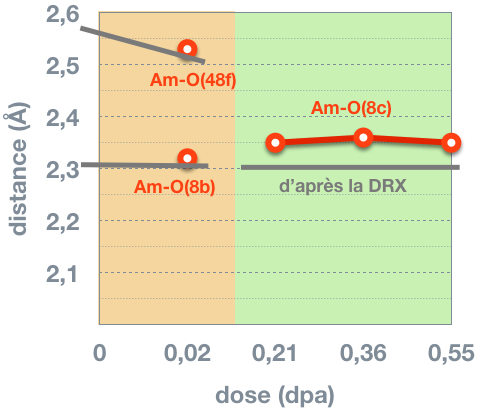 2,6
2,5
2,4
2,3
2,2
2,1
distance (Å)
Am-O(48f)
Am-O(8c)
Am-O(8b)
d'après la DRX
0 0,02 0,21 0,36 0,55
dose (dpa)